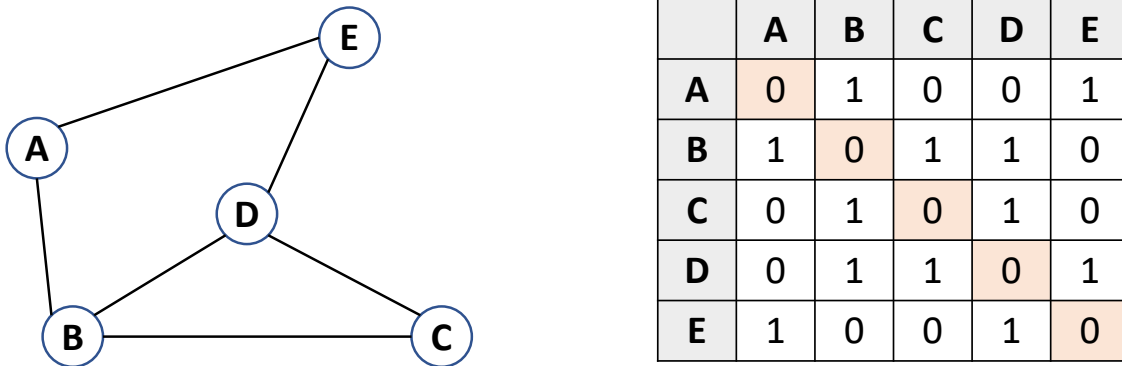 E
A
D
B
C
A B C D E
A 0 1 0 0 1
B 1 0 1 1 0
C 0 1 0 1 0
D 0 1 1 0 1
E 1 0 0 1 0